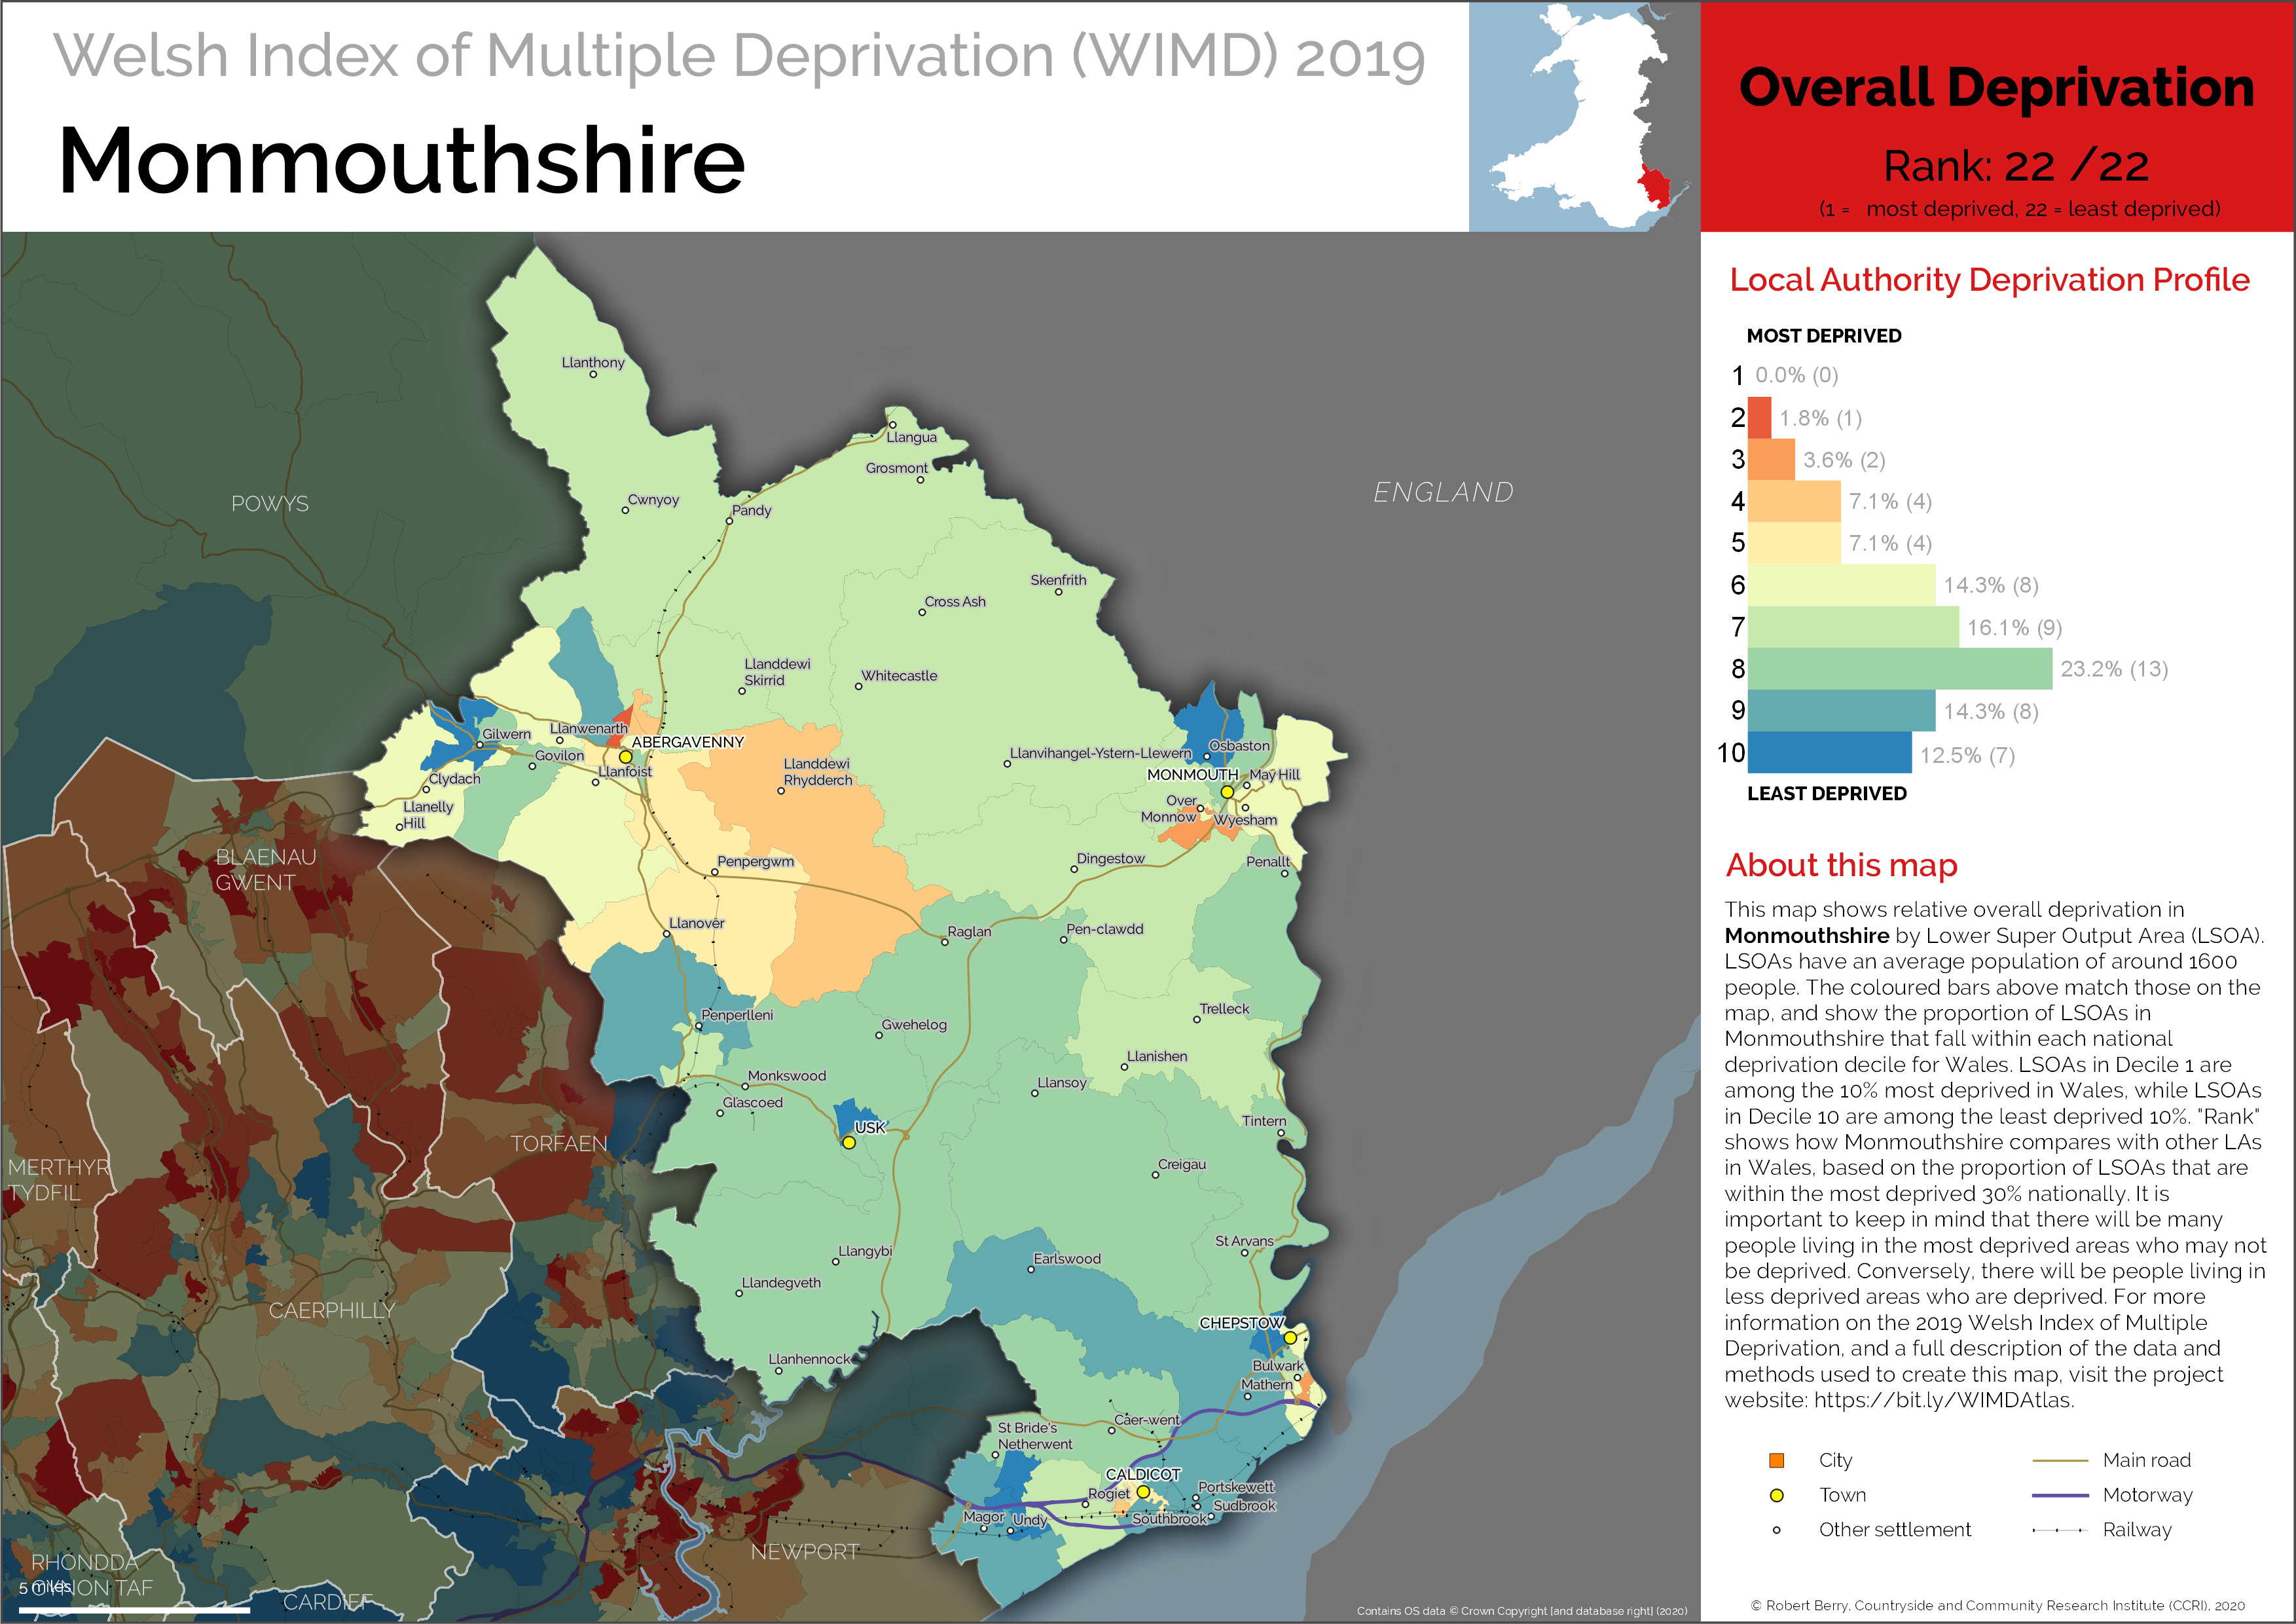 Welsh Index of Multiple Deprivation (WIMD) 2019
Monmouthshire
Overall Deprivation
Rank: 22 /22
(1 = most deprived, 22 = least deprived)
Local Authority Deprivation Profile
MOST DEPRIVED
1 0.0% (0)
2 1.8% (1)
3 3.6% (2)
4 7.1% (4)
5 7.1% (4)
6 14.3% (8)
7 16.1% (9)
8 23.2% (13)
9 14.3% (8)
10 12.5% (7)
LEAST DEPRIVED
About this map
This map shows relative overall deprivation in
Monmouthshire by Lower Super Output Area (LSOA).
LSOAs have an average population of around 1600
people. The coloured bars above match those on the
map, and show the proportion of LSOAs in
Monmouthshire that fall within each national
deprivation decile for Wales. LSOAs in Decile 1 are
among the 10% most deprived in Wales, while LSOAs
in Decile 10 are among the least deprived 10%. "Rank"
shows how Monmouthshire compares with other LAs
in Wales, based on the proportion of LSOAs that are
within the most deprived 30% nationally. It is
important to keep in mind that there will be many
people living in the most deprived areas who may not
be deprived. Conversely, there will be people living in
less deprived areas who are deprived. For more
information on the 2019 Welsh Index of Multiple
Deprivation, and a full description of the data and
methods used to create this map, visit the project
website: https://bit.ly/WIMDAtlas.
City
Main road
Town
Motorway
Other settlement
Railway
© Robert Berry, Countryside and Community Research Institute (CCRI), 2020
Llanthony
Llangua
Grosmont
ENGLAND
POWYS
Cwnyoy
Pandy
Skenfrith
Cross Ash
Llanddewi
Skirrid
Whitecastle
Gilwern
Llanwenarth
ABERGAVENNY
Govilon
Llanfoist
Clydach
Llanelly
Hill
Llanddewi
Rhydderch
Llanvihangel-Ystern-Llewern
Osbaston
MONMOUTH
May Hill
Over
Monnow
Wyesham
BLAENAU
GWENT
Penpergwm
Dingestow
Penallt
Llanovêr
Raglan
Pen-clawdd
Penperlleni
Gwehelog
Trelleck
Llanishen
Monkswood
Llansoy
Glascoed
USK
Tintern
TORFAEN
MERTHYR
TYDFIL
Creigau
St Arvans
Llangybi
Earlswood
Llandegveth
CAERPHILLY
CHEPSTOW
Llanhennock
Bulwark
Mathern
Caer-went
St Bride's
Netherwent
CALDICOT
Rogiet
Portskewett
Sudbrook
Magor
Undy
Southbrook
NEWPORT
RHONDDA
CYNON TAF
5 miles
CARDIFF
Contains OS data © Crown Copyright [and database right] (2020)